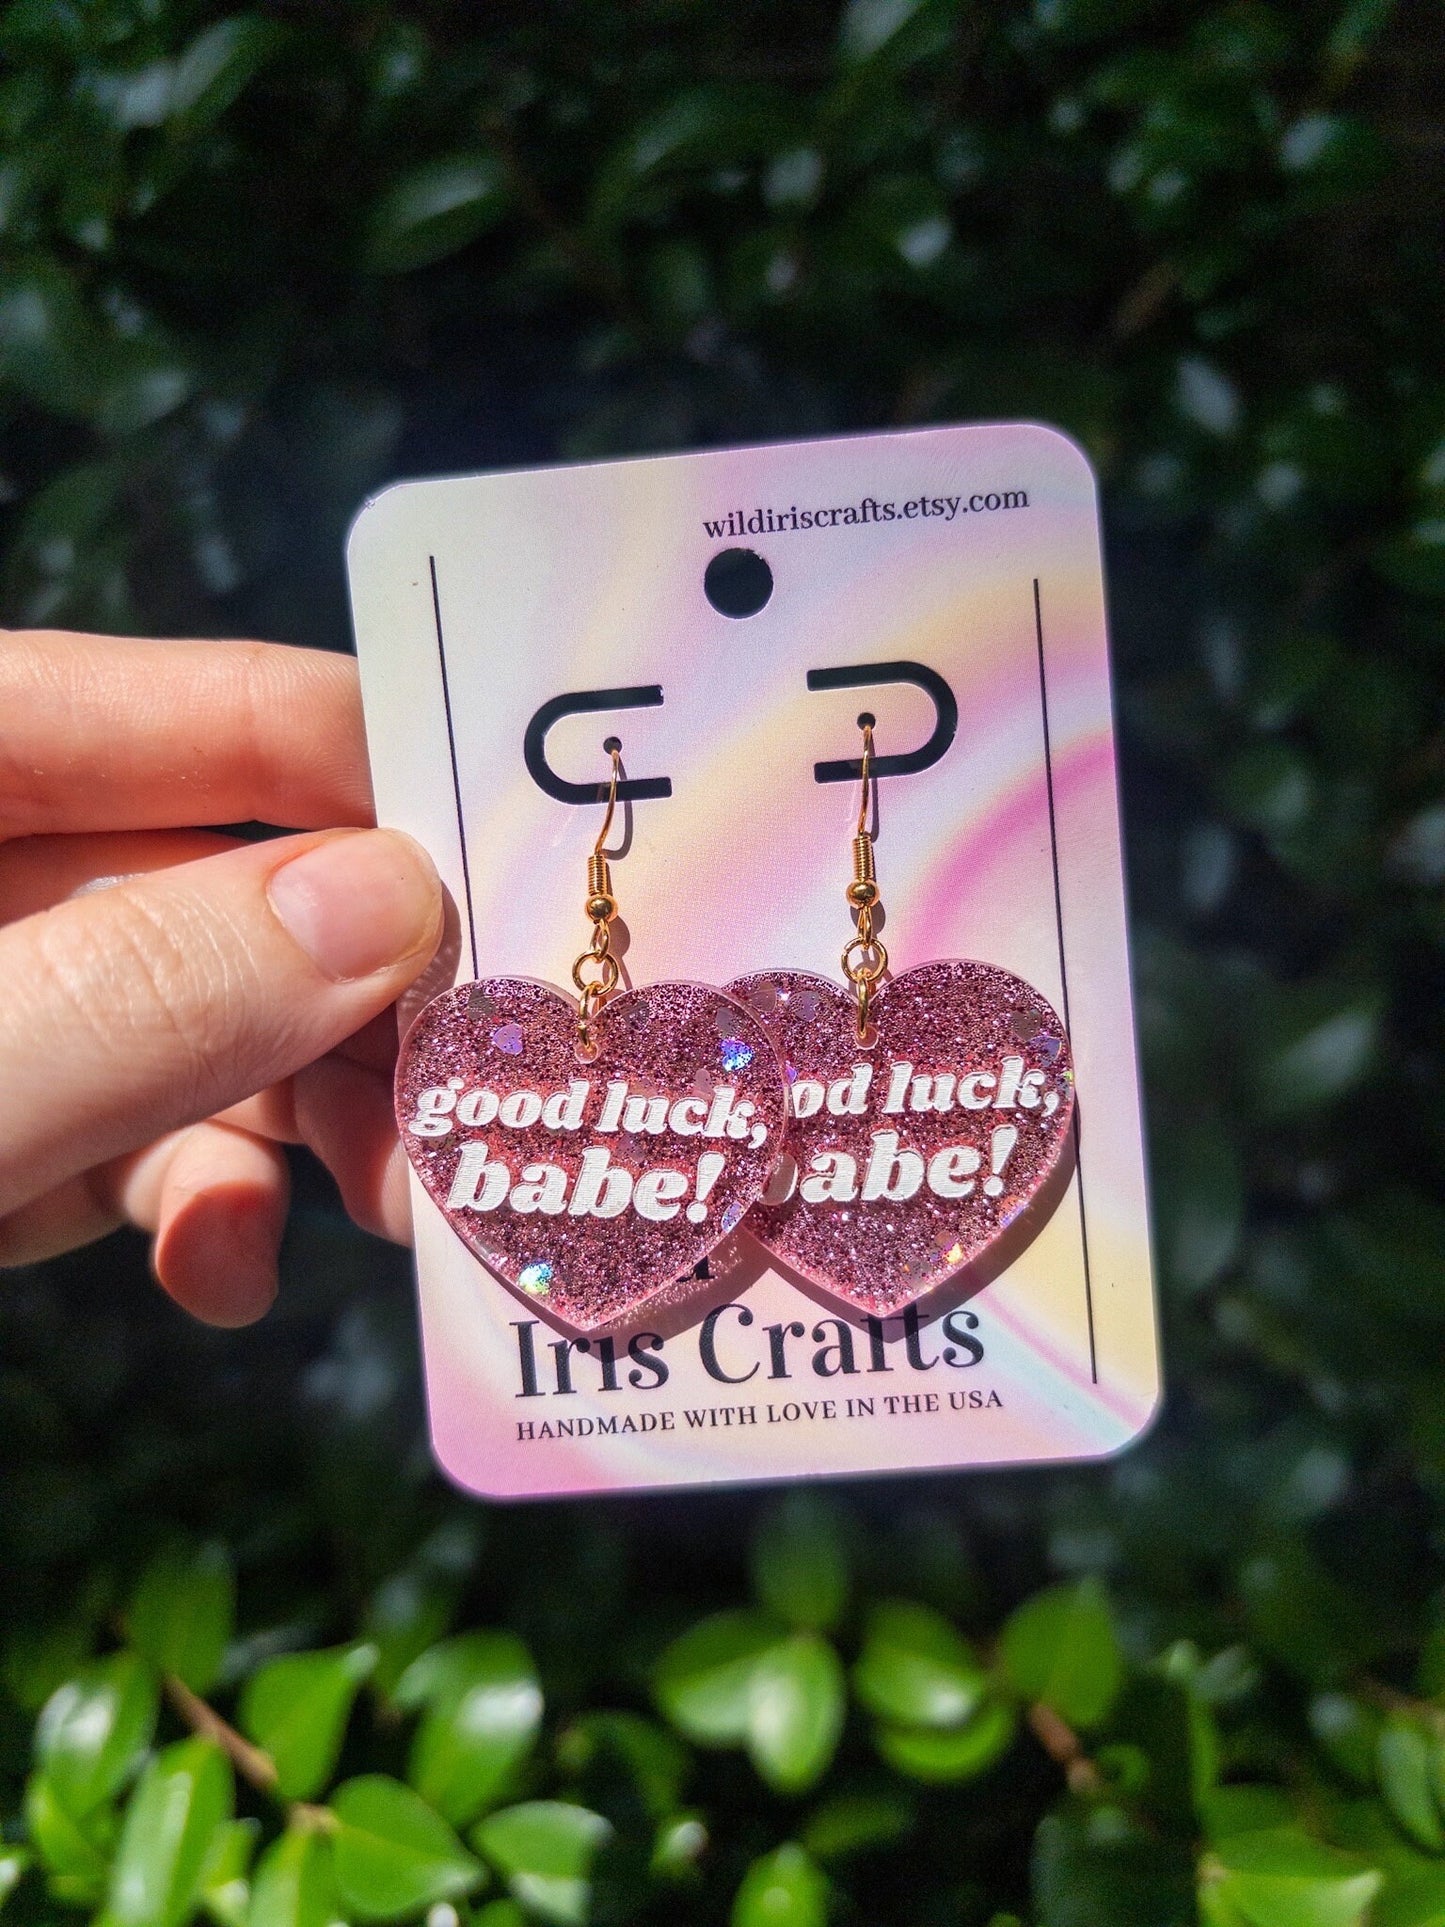 wildiriscrafts.etsy.com
good luck,
babe!
od luck,
abe!
Iris Crafts
HANDMADE WITH LOVE IN THE USA